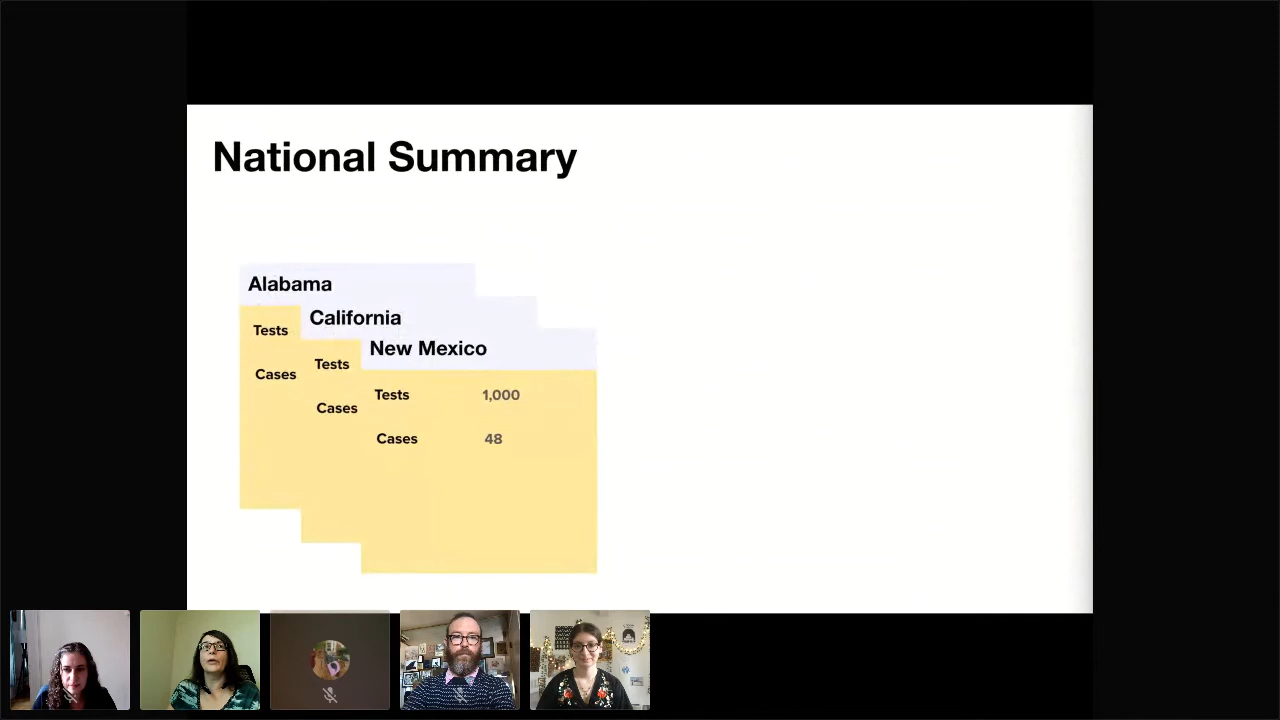 National Summary
Alabama
Tests
Cases
California
Tests
Cases
New Mexico
Tests 1,000
Cases 48